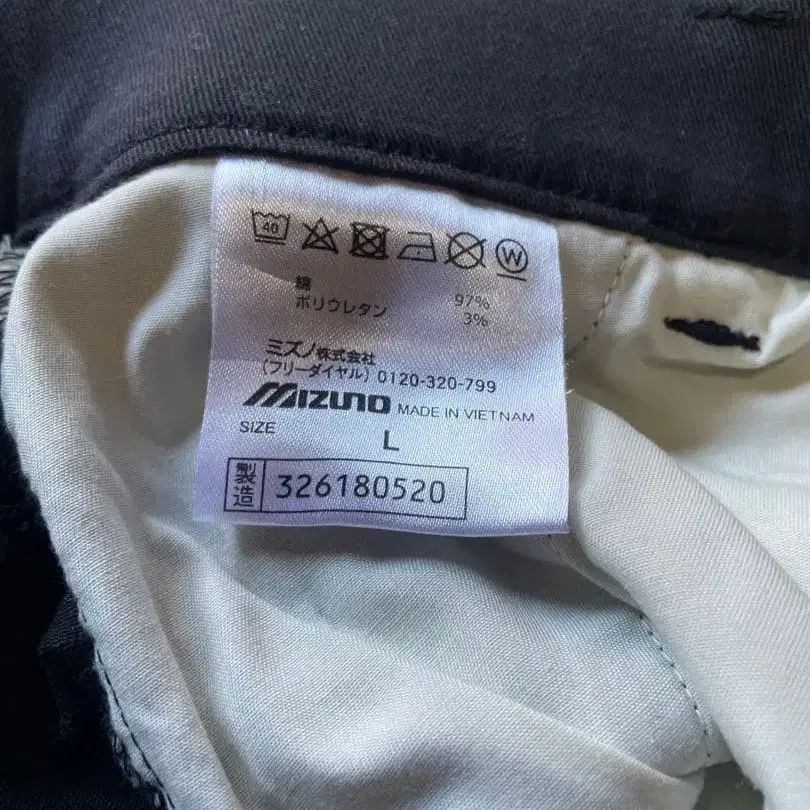 40
W
綿 97%
ポリウレタン 3%
ミズノ株式会社
(フリーダイヤル) 0120-320-799
MIZUNO MADE IN VIETNAM
SIZE L
製造 326180520